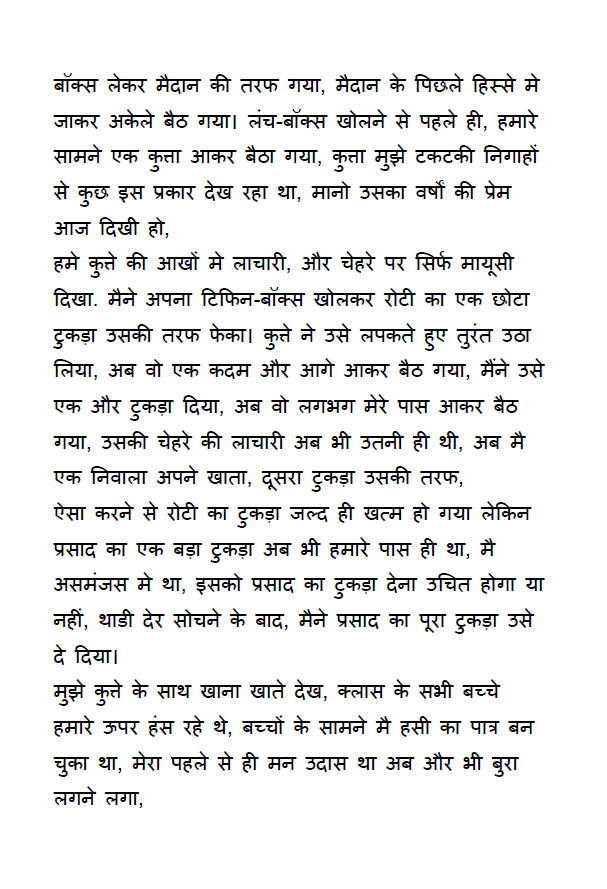 बॉक्स लेकर मैदान की तरफ गया, मैदान के पिछले हिस्से मे
जाकर अकेले बैठ गया। लंच-बॉक्स खोलने से पहले ही, हमारे
सामने एक कुत्ता आकर बैठा गया, कुत्ता मुझे टकटकी निगाहों
से कुछ इस प्रकार देख रहा था, मानो उसका वर्षों की प्रेम
आज दिखी हो,
हमे कुत्ते की आखों मे लाचारी, और चेहरे पर सिर्फ मायूसी
दिखा. मैने अपना टिफिन-बॉक्स खोलकर रोटी का एक छोटा
टुकड़ा उसकी तरफ फेका। कुत्ते ने उसे लपकते हुए तुरंत उठा
लिया, अब वो एक कदम और आगे आकर बैठ गया, मैंने उसे
एक और टुकड़ा दिया, अब वो लगभग मेरे पास आकर बैठ
गया, उसकी चेहरे की लाचारी अब भी उतनी ही थी, अब मै
एक निवाला अपने खाता, दूसरा टुकड़ा उसकी तरफ,
ऐसा करने से रोटी का टुकड़ा जल्द ही खत्म हो गया लेकिन
प्रसाद का एक बड़ा टुकड़ा अब भी हमारे पास ही था, मै
असमंजस मे था, इसको प्रसाद का टुकड़ा देना उचित होगा या
नहीं, थाडी देर सोचने के बाद, मैने प्रसाद का पूरा टुकड़ा उसे
दे दिया।
मुझे कुत्ते के साथ खाना खाते देख, क्लास के सभी बच्चे
हमारे ऊपर हंस रहे थे, बच्चों के सामने मै हसी का पात्र बन
चुका था, मेरा पहले से ही मन उदास था अब और भी बुरा
लगने लगा,